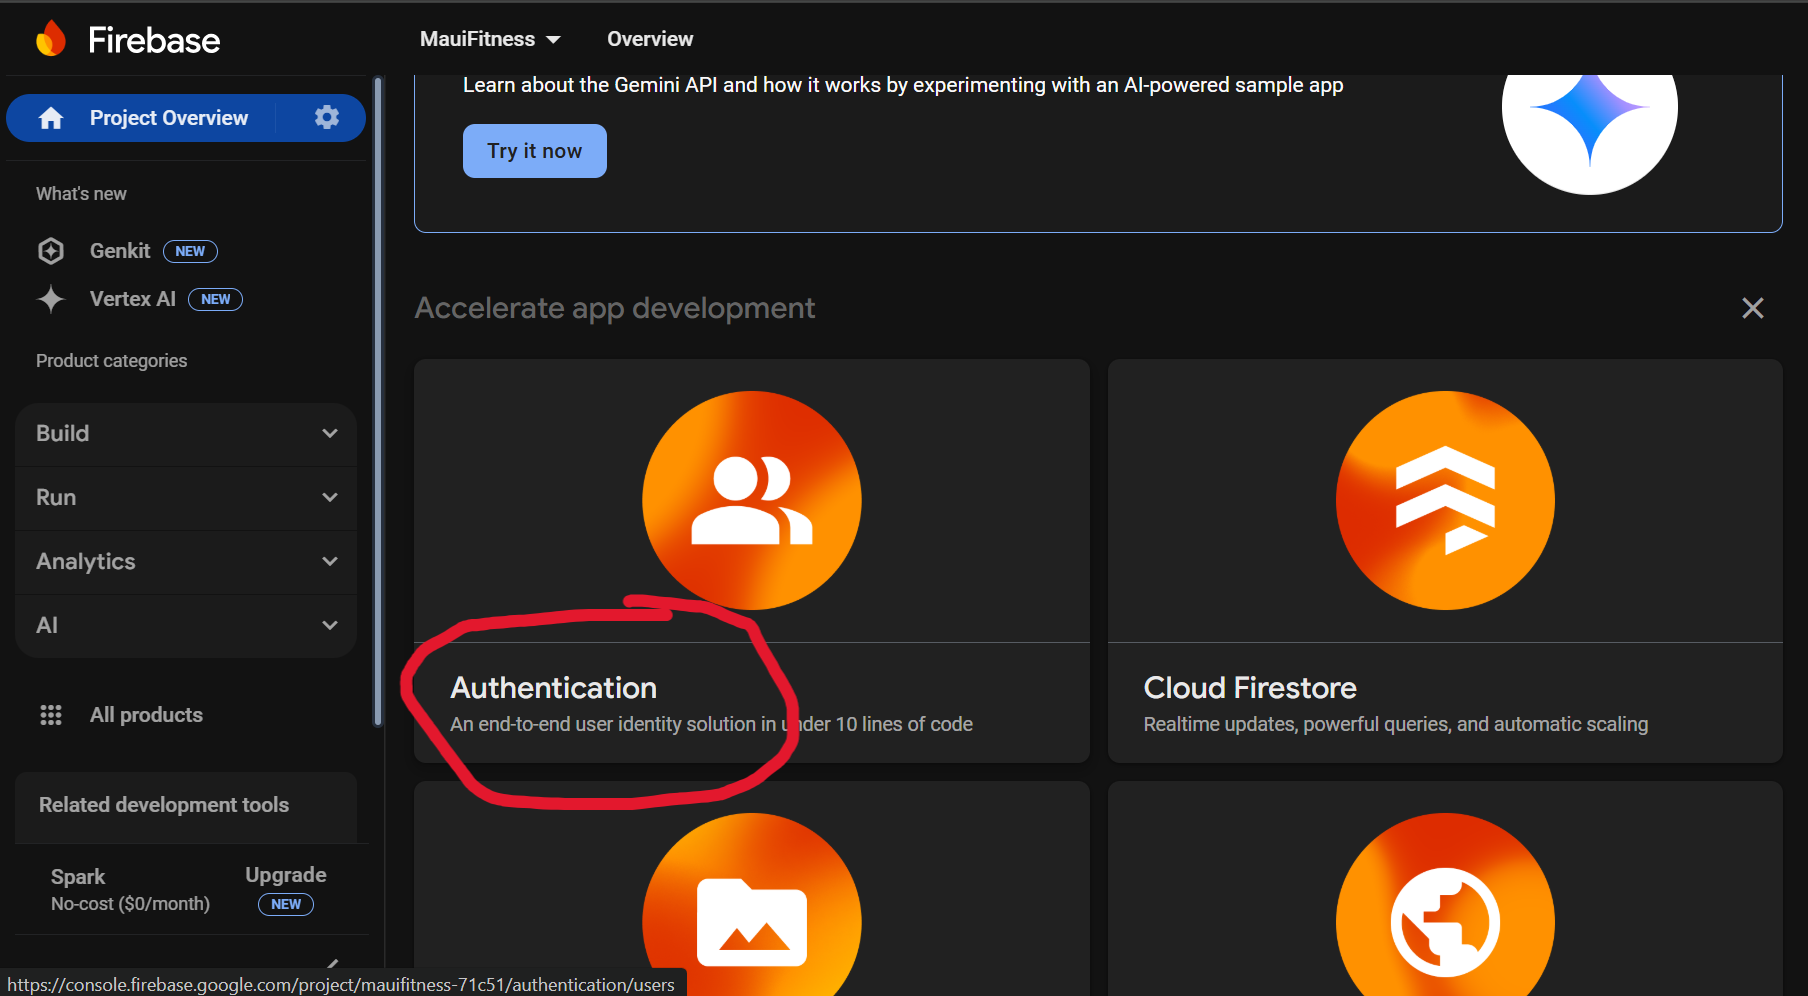 Firebase
MauiFitness
Overview
Project Overview
What's new
Genkit NEW
Vertex AI NEW
Product categories
Build
Run
Analytics
AI
All products
Related development tools
Spark
No-cost ($0/month)
Upgrade
NEW
Learn about the Gemini API and how it works by experimenting with an AI-powered sample app
Try it now
Accelerate app development
Authentication
An end-to-end user identity solution in under 10 lines of code
Cloud Firestore
Realtime updates, powerful queries, and automatic scaling
https://console.firebase.google.com/project/mauifitness-71c51/authentication/users